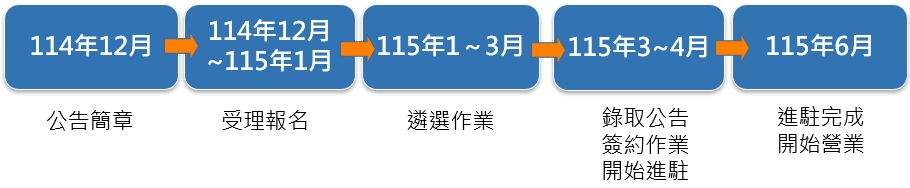 114年12月
公告簡章
114年12月
~115年1月
受理報名
115年1～3月
遴選作業
115年3~4月
錄取公告
簽約作業
開始進駐
115年6月
進駐完成
開始營業